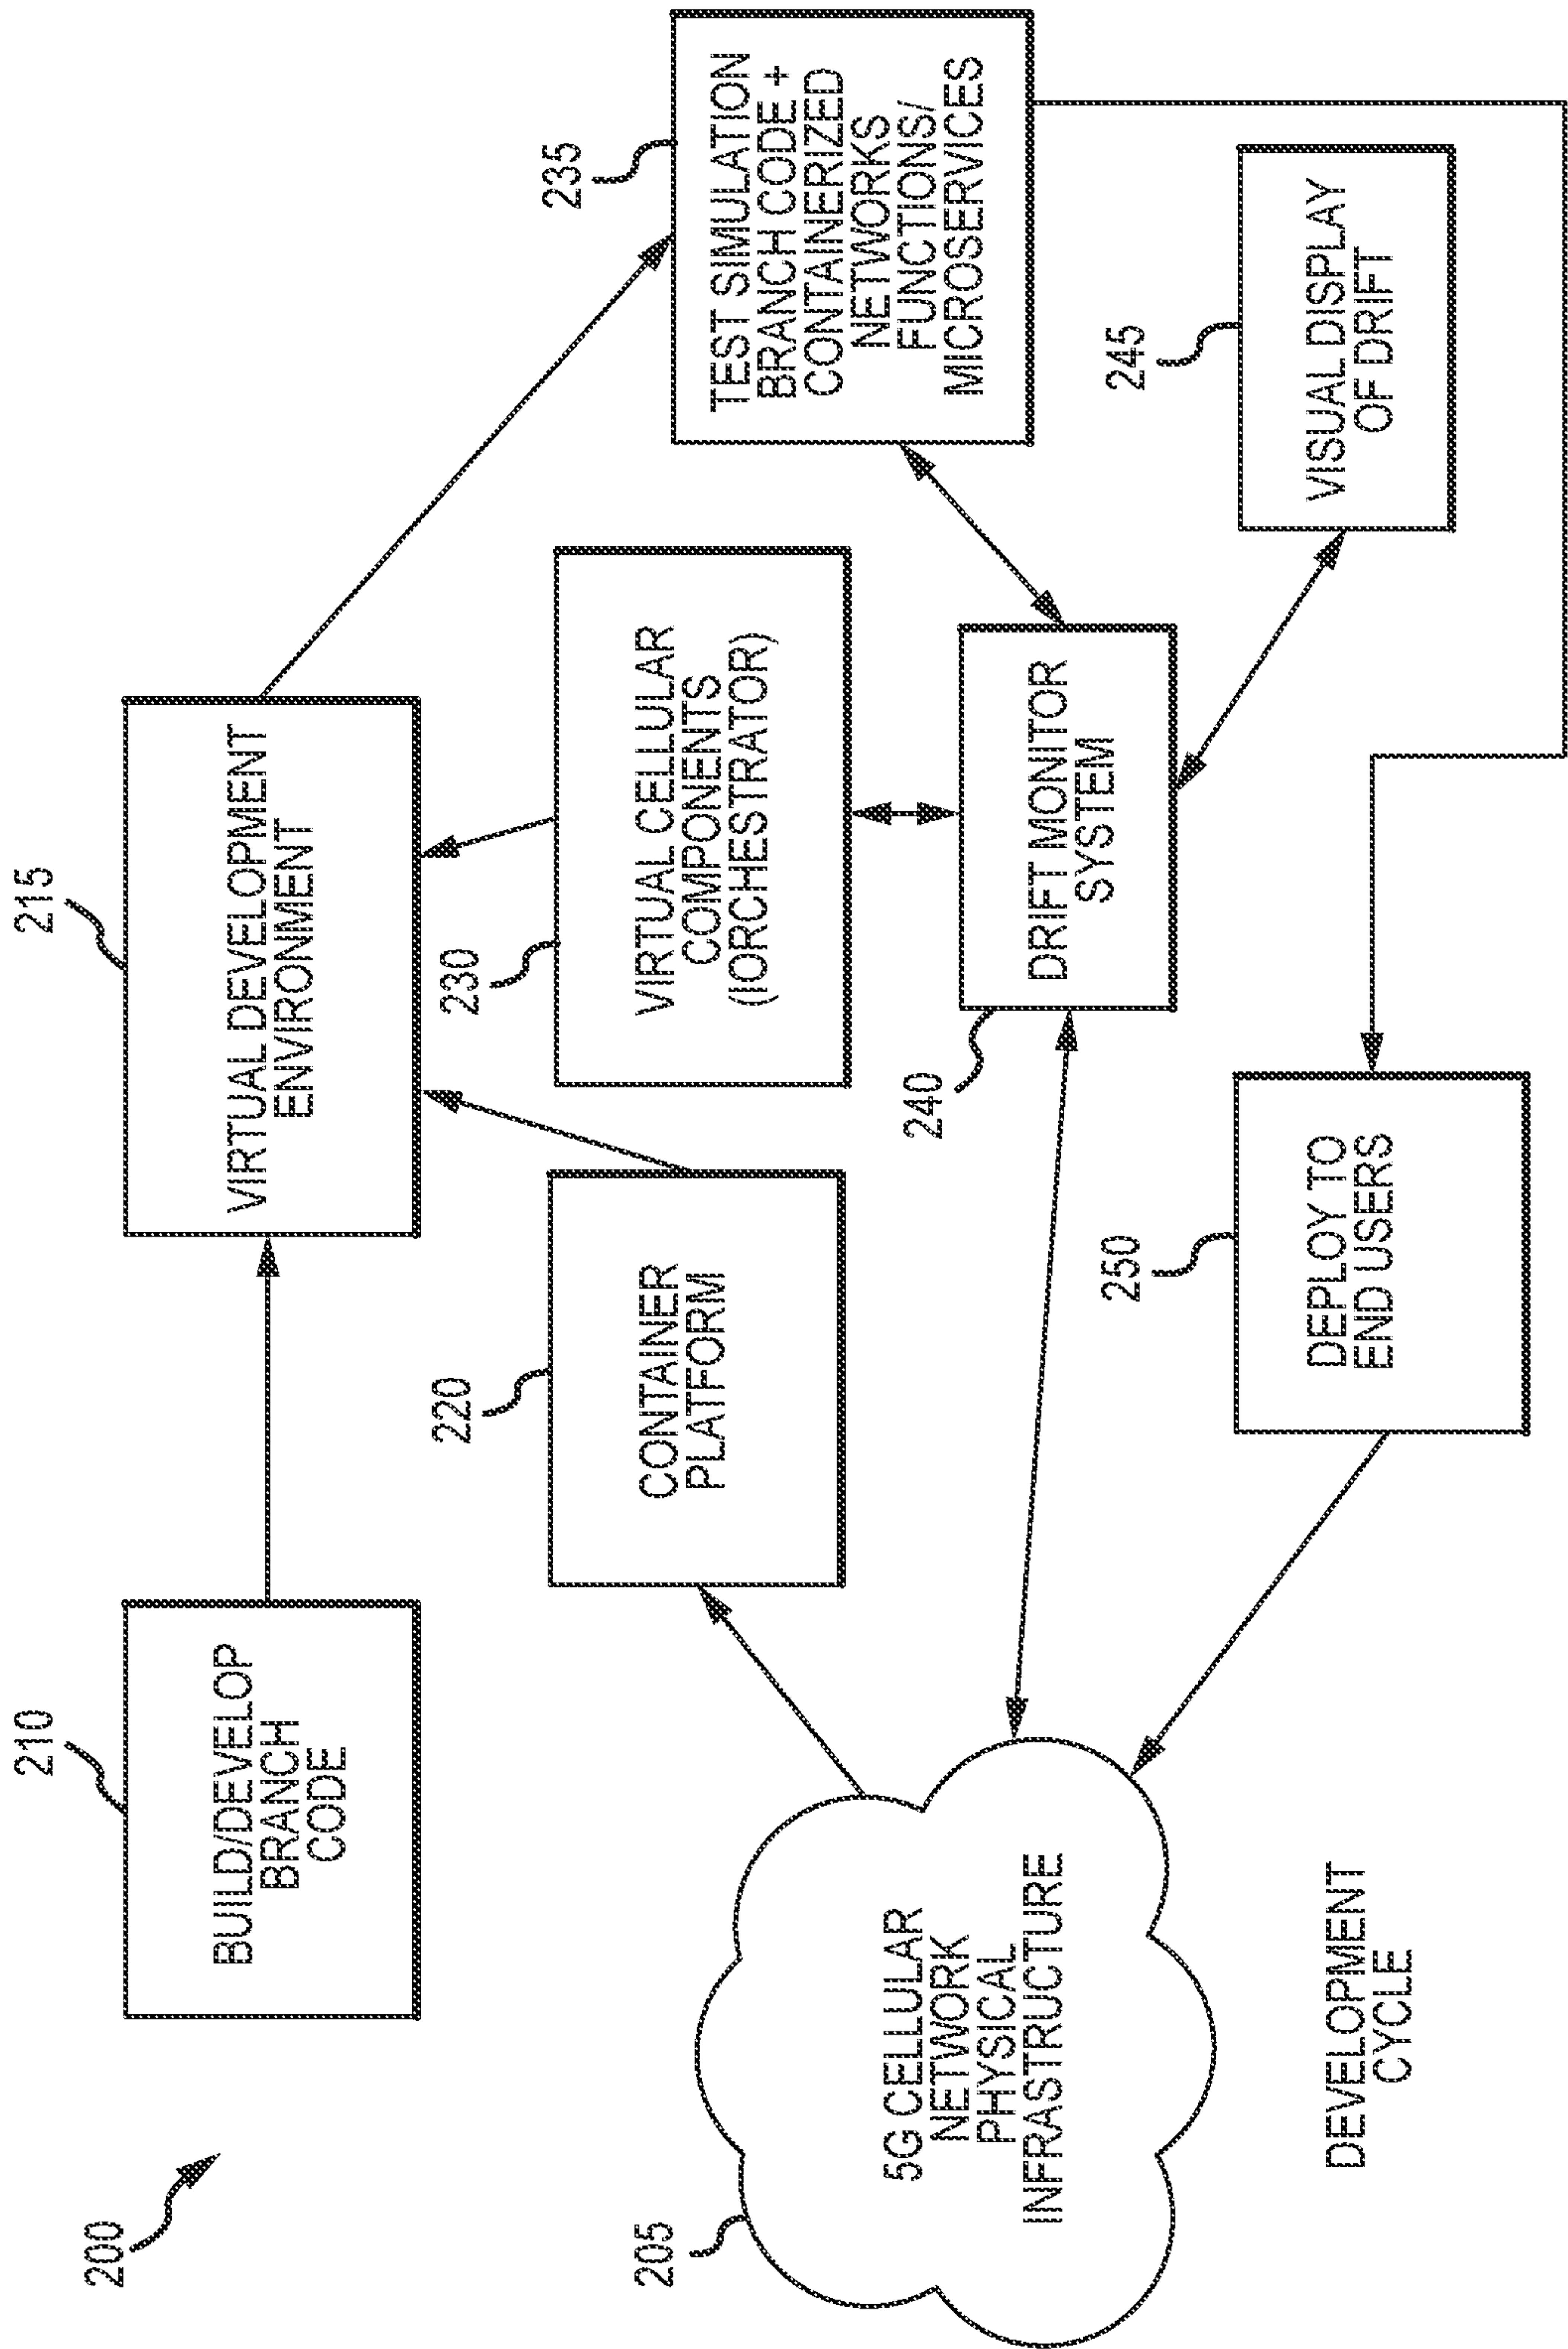 200
210
BUILD/DEVELOP
BRANCH
CODE
215
VIRTUAL DEVELOPMENT
ENVIRONMENT
220
CONTAINER
PLATFORM
230
VIRTUAL CELLULAR
COMPONENTS
(IORCHESTRATOR)
235
TEST SIMULATION
BRANCH CODE +
CONTAINERIZED
NETWORKS
FUNCTIONS/
MICROSERVICES
205
5G CELLULAR
NETWORK
PHYSICAL
INFRASTRUCTURE
240
DRIFT MONITOR
SYSTEM
245
VISUAL DISPLAY
OF DRIFT
250
DEPLOY TO
END USERS
DEVELOPMENT
CYCLE